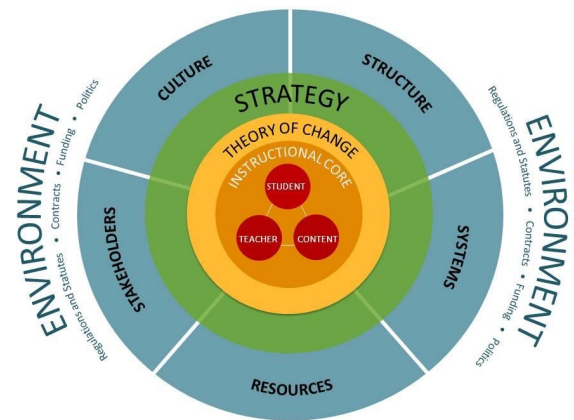 CULTURE
STRUCTURE
STRATEGY
THEORY OF CHANGE
INSTRUCTIONAL CORE
STUDENT
TEACHER
CONTENT
STAKEHOLDERS
SYSTEMS
RESOURCES
ENVIRONMENT
Regulations and Statutes • Contracts • Funding • Politics
ENVIRONMENT
Regulations and Statutes • Contracts • Funding • Politics